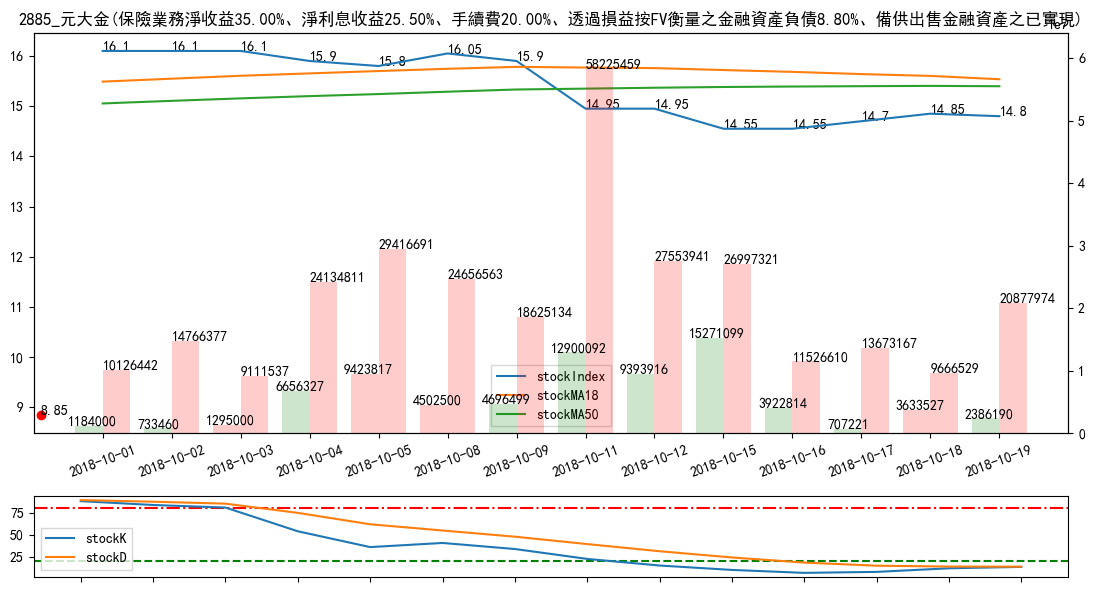 2885_元大金(保險業務淨收益35.00%、淨利息收益25.50%、手續費20.00%、透過損益按FV衡量之金融資產負債8.80%、備供出售金融資產之已實現)
16 15 14 13 12 11 10 9
6 5 4 3 2 1 0
16.1 16.1 16.1 15.9 15.8 16.05 15.9 14.95 14.95 14.55 14.55 14.7 14.85 14.8
58225459
29416691
24134811 24656563 27553941 26997321
18625134 20877974
14766377 13673167
10126442 9111537 9423817 12900092 9393916 15271099 11526610 9666529
6656327 4502500 4696499 3922814 3633527
8.85
1184000 733460 1295000 707221 2386190
stockIndex
stockMA18
stockMA50
2018-10-01 2018-10-02 2018-10-03 2018-10-04 2018-10-05 2018-10-08 2018-10-09 2018-10-11 2018-10-12 2018-10-15 2018-10-16 2018-10-17 2018-10-18 2018-10-19
75 50 25
stockK
stockD